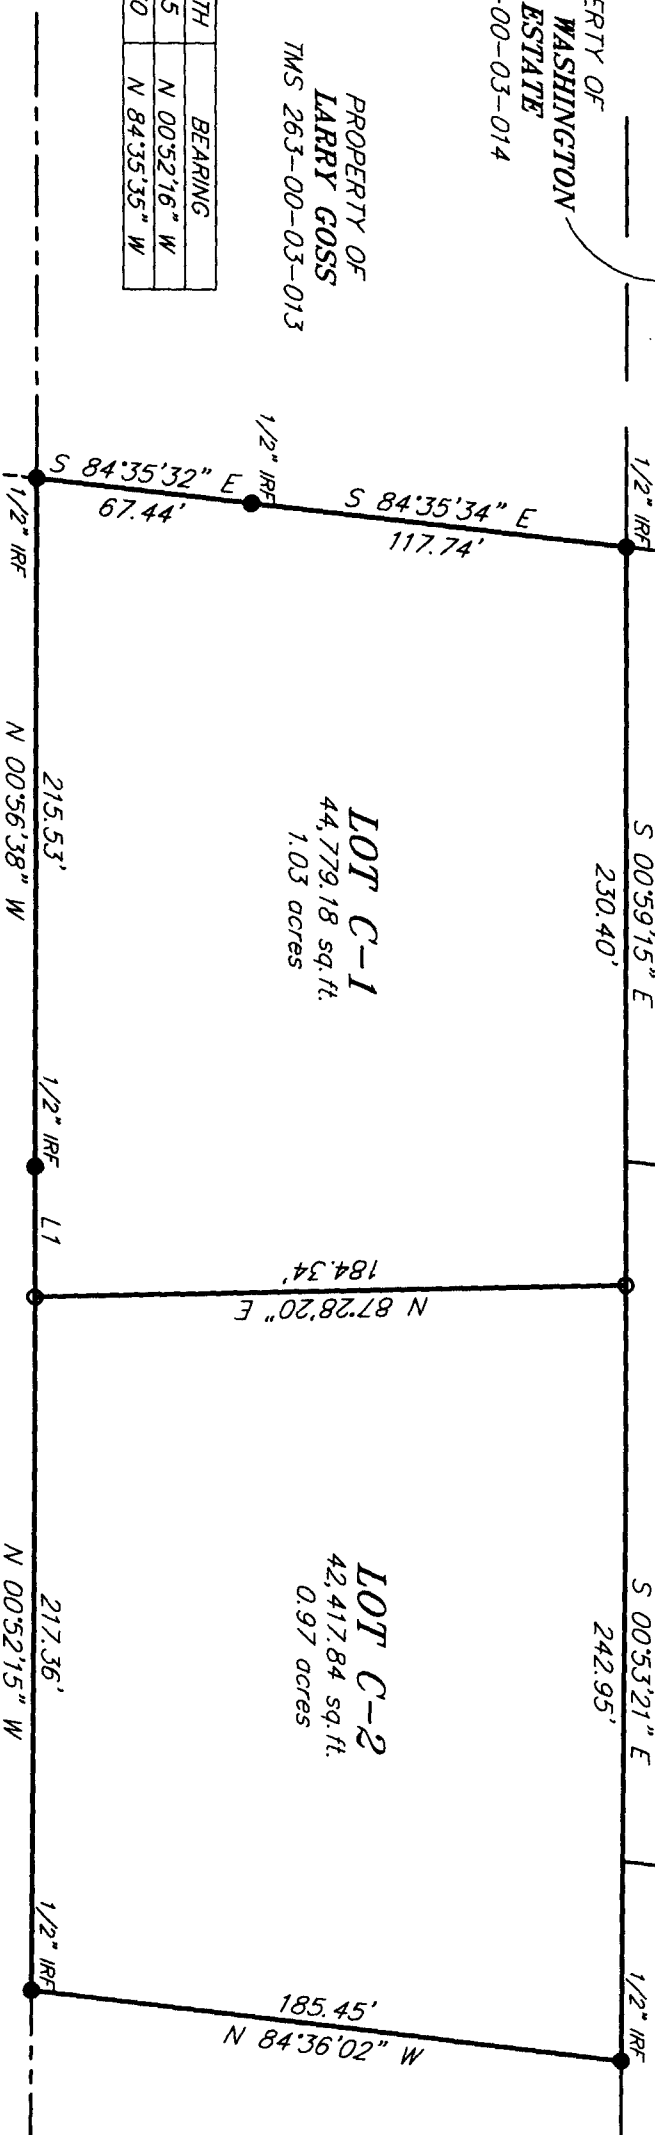 ERTY OF
WASHINGTON
ESTATE
-00-03-014
PROPERTY OF
LARRY GOSS
TMS 263-00-03-013
TH BEARING
5 N 00°52'16" W
0 N 84°35'35" W
1/2" IRF
1/2" IRF
1/2" IRF
S 84°35'32" E
67.44'
S 84°35'34" E
117.74'
S 00°59'15" E
230.40'
LOT C-1
44,779.18 sq.ft.
1.03 acres
215.53'
N 00°56'38" W
1/2" IRF
L1
184.34'
N 87°28'20" E
S 00°53'21" E
242.95'
LOT C-2
42,417.84 sq.ft.
0.97 acres
217.36'
N 00°52'15" W
1/2" IRF
1/2" IRF
185.45'
N 84°36'02" W